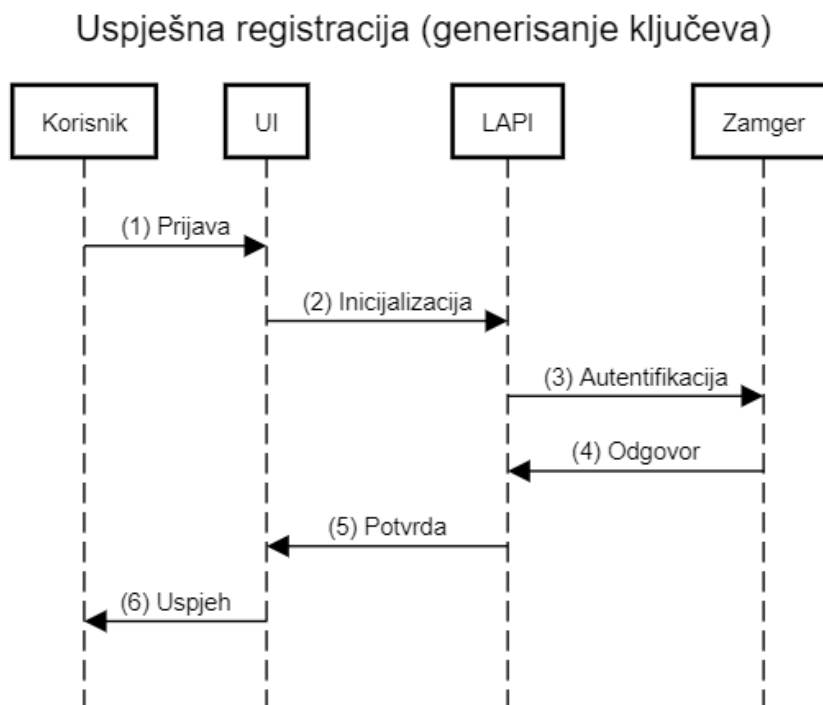 Uspješna registracija (generisanje ključeva)
Korisnik
UI
LAPI
Zamger
(1) Prijava
(2) Inicijalizacija
(3) Autentifikacija
(4) Odgovor
(5) Potvrda
(6) Uspjeh